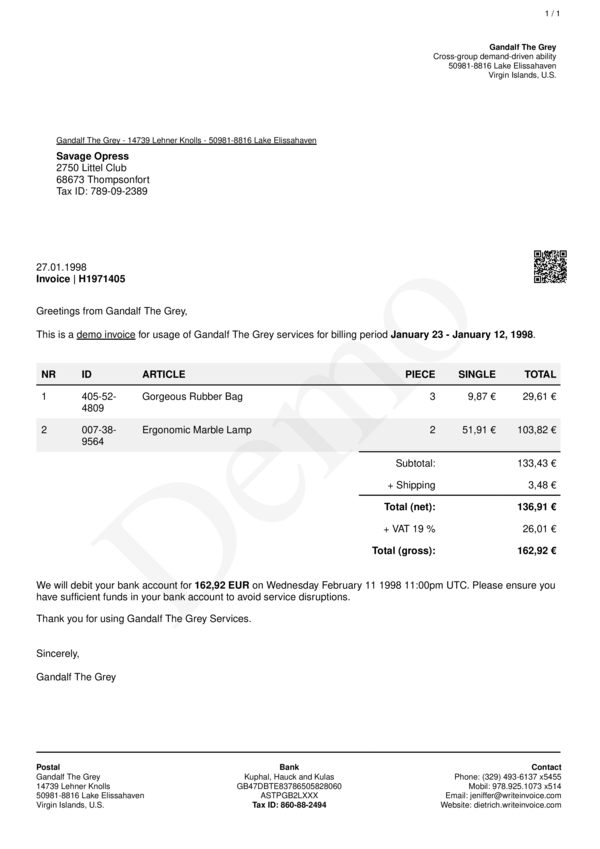 1 / 1
Gandalf The Grey
Cross-group demand-driven ability
50981-8816 Lake Elissahaven
Virgin Islands, U.S.
Gandalf The Grey - 14739 Lehner Knolls - 50981-8816 Lake Elissahaven
Savage Opress
2750 Littel Club
68673 Thompsonfort
Tax ID: 789-09-2389
27.01.1998
Invoice | H1971405
Greetings from Gandalf The Grey,
This is a demo invoice for usage of Gandalf The Grey services for billing period January 23 - January 12, 1998.
NR ID ARTICLE PIECE SINGLE TOTAL
1 405-52- Gorgeous Rubber Bag 3 9,87 € 29,61 €
4809
2 007-38- Ergonomic Marble Lamp 2 51,91 € 103,82 €
9564
Subtotal: 133,43 €
+ Shipping 3,48 €
Total (net): 136,91 €
+ VAT 19 % 26,01 €
Total (gross): 162,92 €
Demo
We will debit your bank account for 162,92 EUR on Wednesday February 11 1998 11:00pm UTC. Please ensure you
have sufficient funds in your bank account to avoid service disruptions.
Thank you for using Gandalf The Grey Services.
Sincerely,
Gandalf The Grey
Postal
Gandalf The Grey
14739 Lehner Knolls
50981-8816 Lake Elissahaven
Virgin Islands, U.S.
Bank
Kuphal, Hauck and Kulas
GB47DBTE83786505828060
ASTPGB2LXXX
Tax ID: 860-88-2494
Contact
Phone: (329) 493-6137 x5455
Mobil: 978.925.1073 x514
Email: jeniffer@writeinvoice.com
Website: dietrich.writeinvoice.com